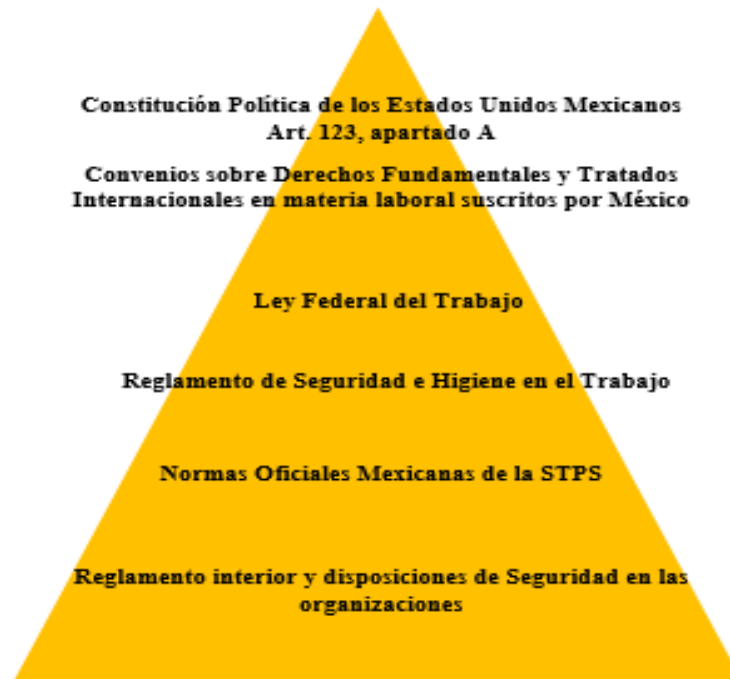 Constitución Política de los Estados Unidos Mexicanos
Art. 123, apartado A
Convenios sobre Derechos Fundamentales y Tratados
Internacionales en materia laboral suscritos por México
Ley Federal del Trabajo
Reglamento de Seguridad e Higiene en el Trabajo
Normas Oficiales Mexicanas de la STPS
Reglamento interior y disposiciones de Seguridad en las
organizaciones